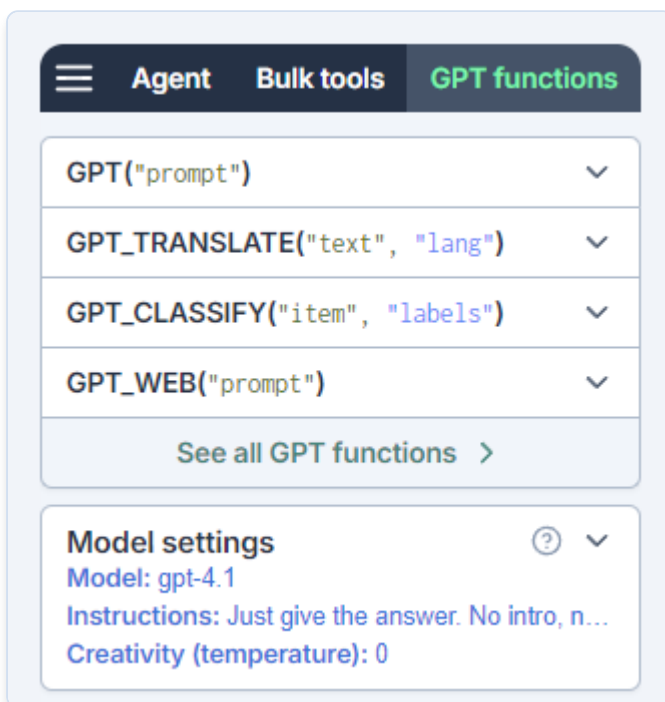 Agent Bulk tools GPT functions
GPT("prompt")
GPT_TRANSLATE("text", "lang")
GPT_CLASSIFY("item", "labels")
GPT_WEB("prompt")
See all GPT functions
Model settings
Model: gpt-4.1
Instructions: Just give the answer. No intro, n...
Creativity (temperature): 0